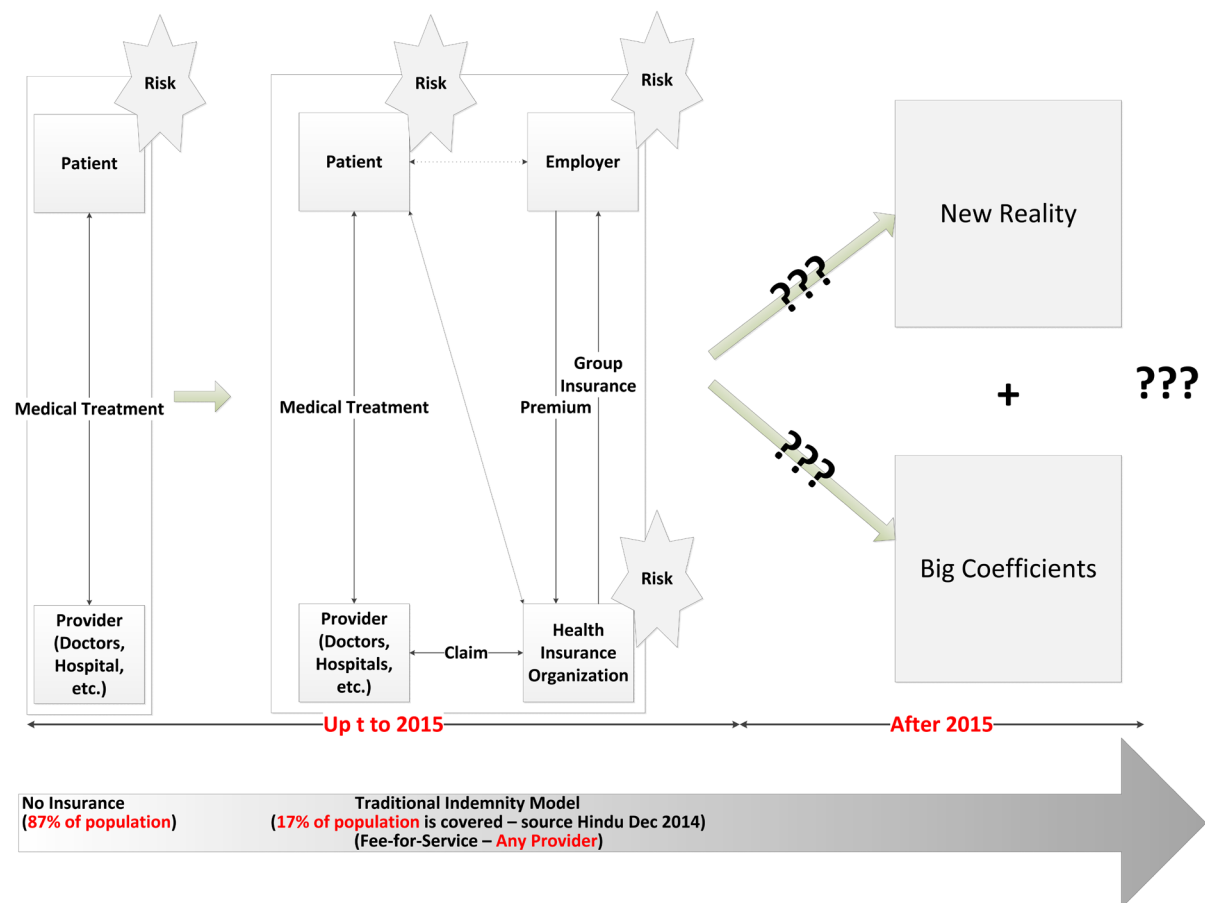 Risk
Patient
Medical Treatment
Provider
(Doctors,
Hospital,
etc.)
Risk
Patient
Risk
Employer
Medical Treatment
Premium
Group
Insurance
Provider
(Doctors,
Hospitals,
etc.)
Claim
Risk
Health
Insurance
Organization
???
???
New Reality
+
???
Big Coefficients
Up t to 2015
After 2015
No Insurance
(87% of population)
Traditional Indemnity Model
(17% of population is covered – source Hindu Dec 2014)
(Fee-for-Service – Any Provider)